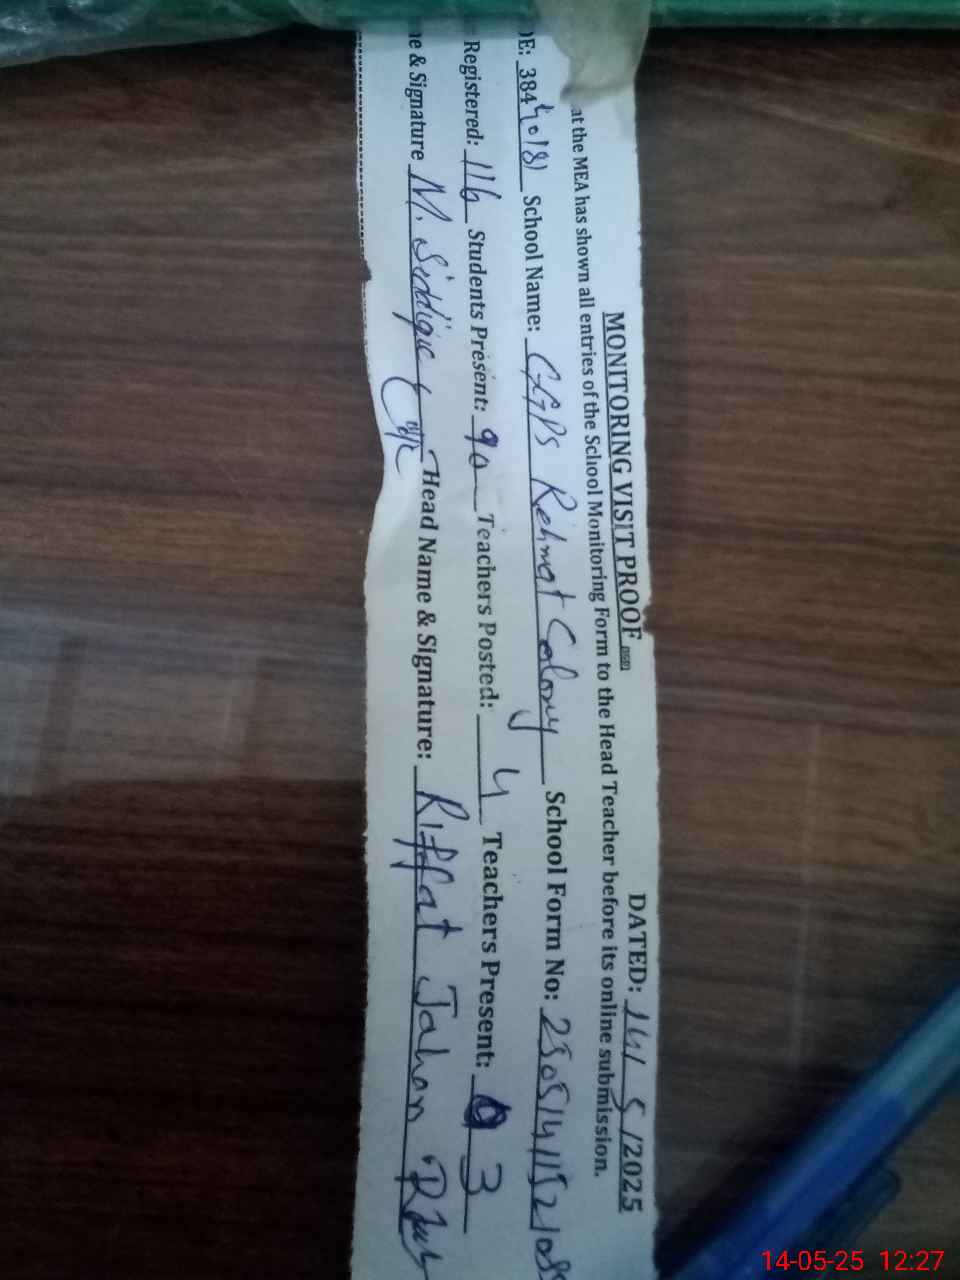 MONITORING VISIT PROOF DATED: 14/ 5 /2025
at the MEA has shown all entries of the School Monitoring Form to the Head Teacher before its online submission.
DE: 38440181 School Name: GGPS Rehmat Colony School Form No:
Registered: 116 Students Present: 90 Teachers Posted: 4 Teachers Present: 03
ne & Signature M. Siddique Head Name & Signature: Riffat Jahan
14-05-25 12:27